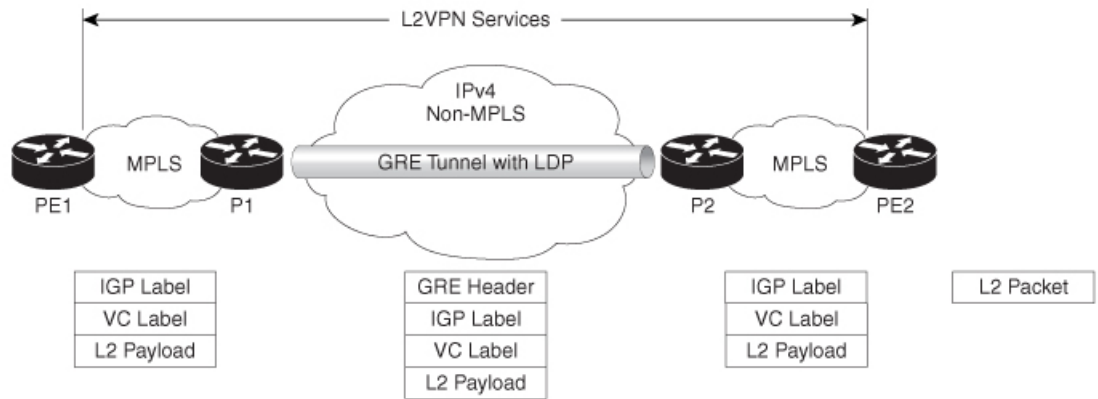 L2VPN Services
IPv4
Non-MPLS
MPLS
GRE Tunnel with LDP
MPLS
PE1
P1
P2
PE2
IGP Label
VC Label
L2 Payload
GRE Header
IGP Label
VC Label
L2 Payload
IGP Label
VC Label
L2 Payload
L2 Packet